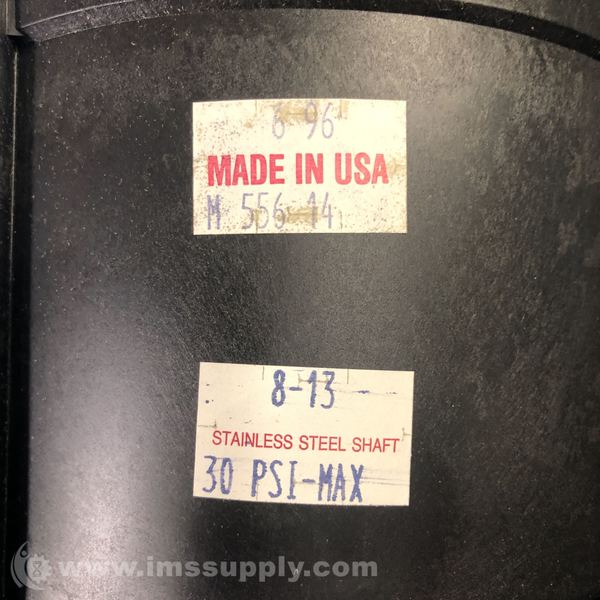 6 96
MADE IN USA
M 556 14
8-13
STAINLESS STEEL SHAFT
30 PSI-MAX
www.imssupply.com